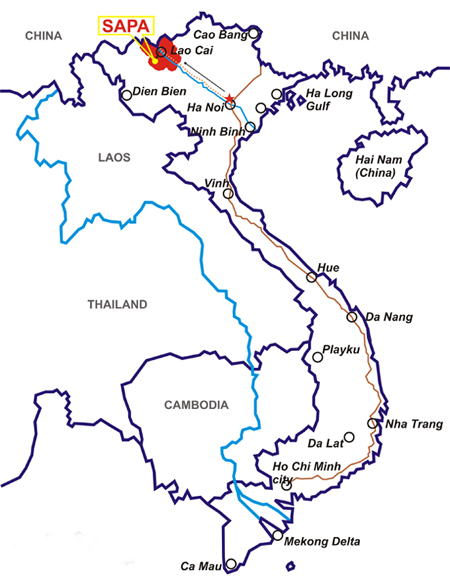 SAPA
CHINA
Cao Bang
CHINA
Lao Cai
Dien Bien
Ha Noi
Ha Long
Gulf
Ninh Binh
LAOS
Hai Nam
(China)
Vinh
Hue
THAILAND
Da Nang
Playku
CAMBODIA
Nha Trang
Da Lat
Ho Chi Minh
city
Mekong Delta
Ca Mau